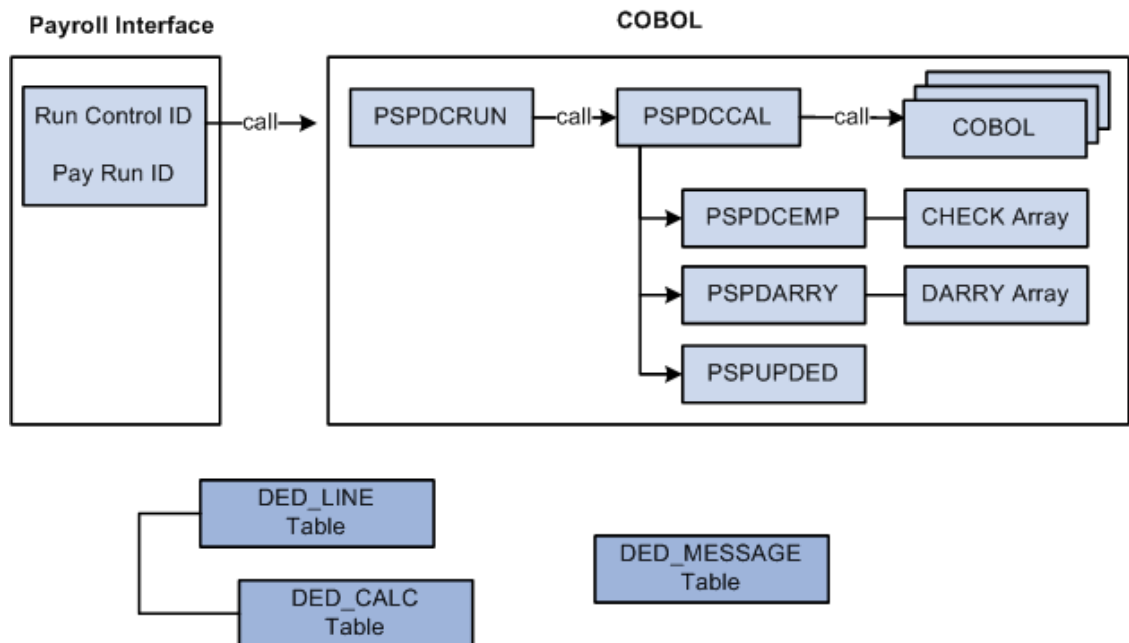 Payroll Interface
COBOL
Run Control ID
Pay Run ID
call
PSPDCRUN
call
PSPDCCAL
call
COBOL
PSPDCEMP
CHECK Array
PSPDARRY
DARRY Array
PSPUPDED
DED_LINE
Table
DED_MESSAGE
Table
DED_CALC
Table